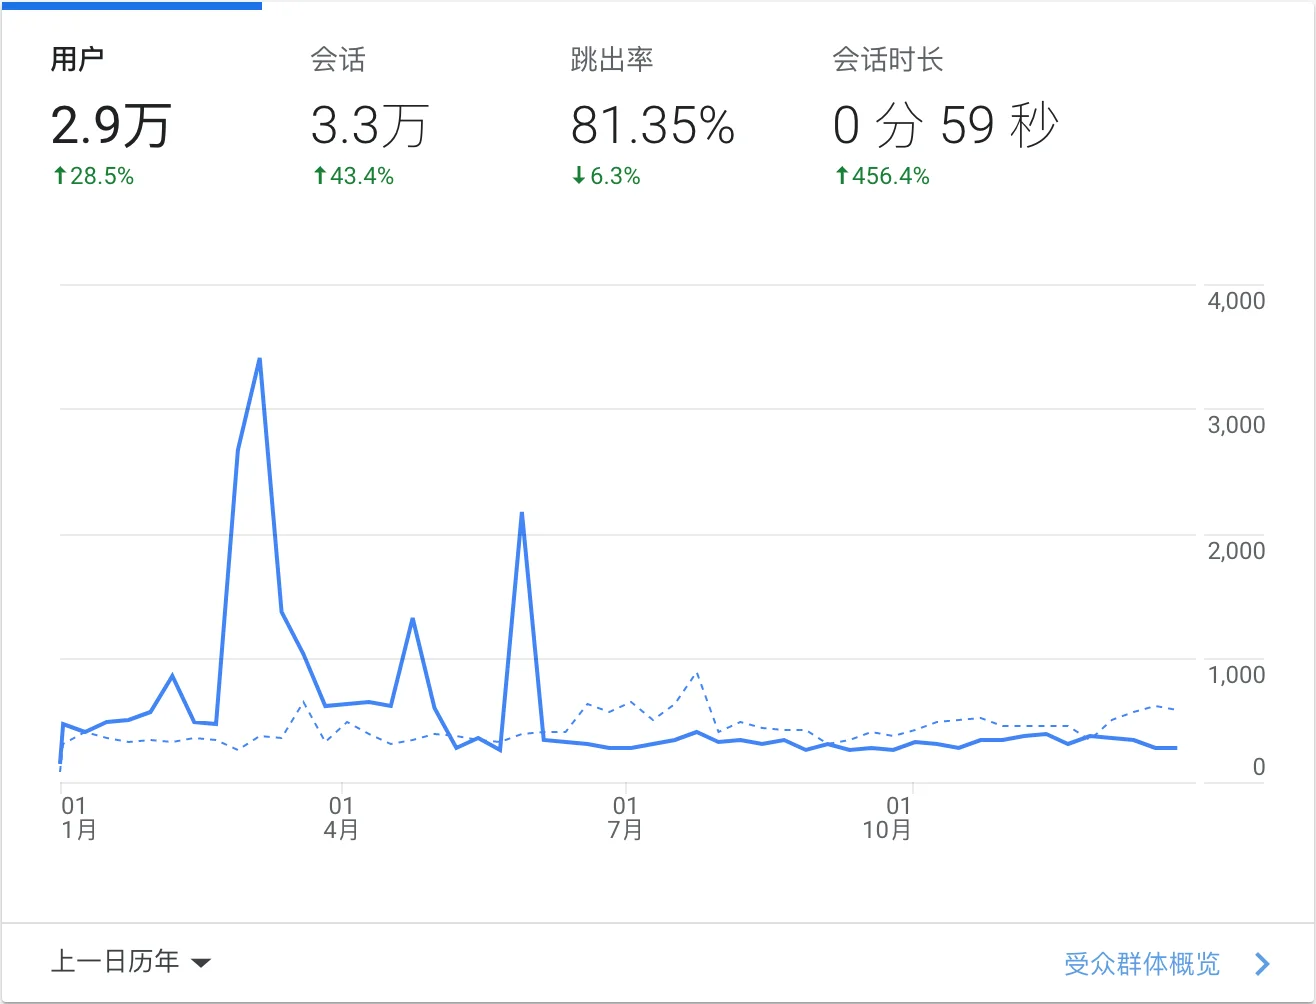 用户 会话 跳出率 会话时长
2.9万 3.3万 81.35% 0 分 59 秒
↑28.5% ↑43.4% ↓6.3% ↑456.4%
4,000
3,000
2,000
1,000
0
01 01 01 01
1月 4月 7月 10月
上一日历年 受众群体概览